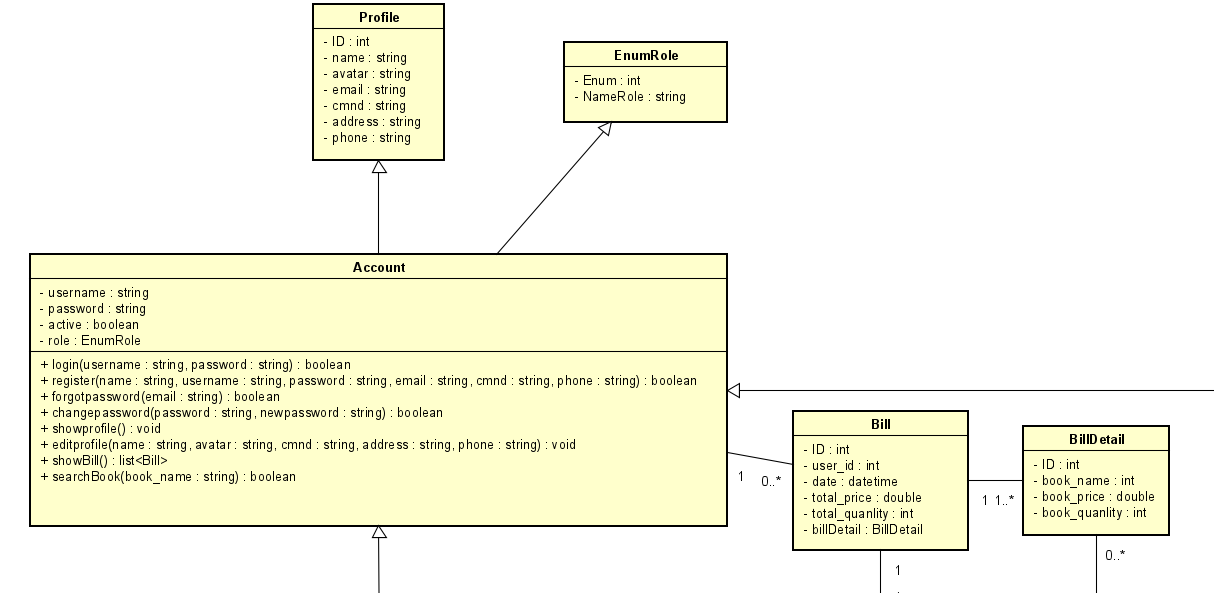 Profile
- ID : int
- name : string
- avatar : string
- email : string
- cmnd : string
- address : string
- phone : string
EnumRole
- Enum : int
- NameRole : string
Account
- username : string
- password : string
- active : boolean
- role : EnumRole
+ login(username : string, password : string) : boolean
+ register(name : string, username : string, password : string, email : string, cmnd : string, phone : string) : boolean
+ forgotpassword(email : string) : boolean
+ changepassword(password : string, newpassword : string) : boolean
+ showprofile() : void
+ editprofile(name : string, avatar : string, cmnd : string, address : string, phone : string) : void
+ showBill() : list<Bill>
+ searchBook(book_name : string) : boolean
1
0..*
Bill
- ID : int
- user_id : int
- date : datetime
- total_price : double
- total_quanlity : int
- billDetail : BillDetail
1
1..*
BillDetail
- ID : int
- book_name : int
- book_price : double
- book_quanlity : int
0..*
1